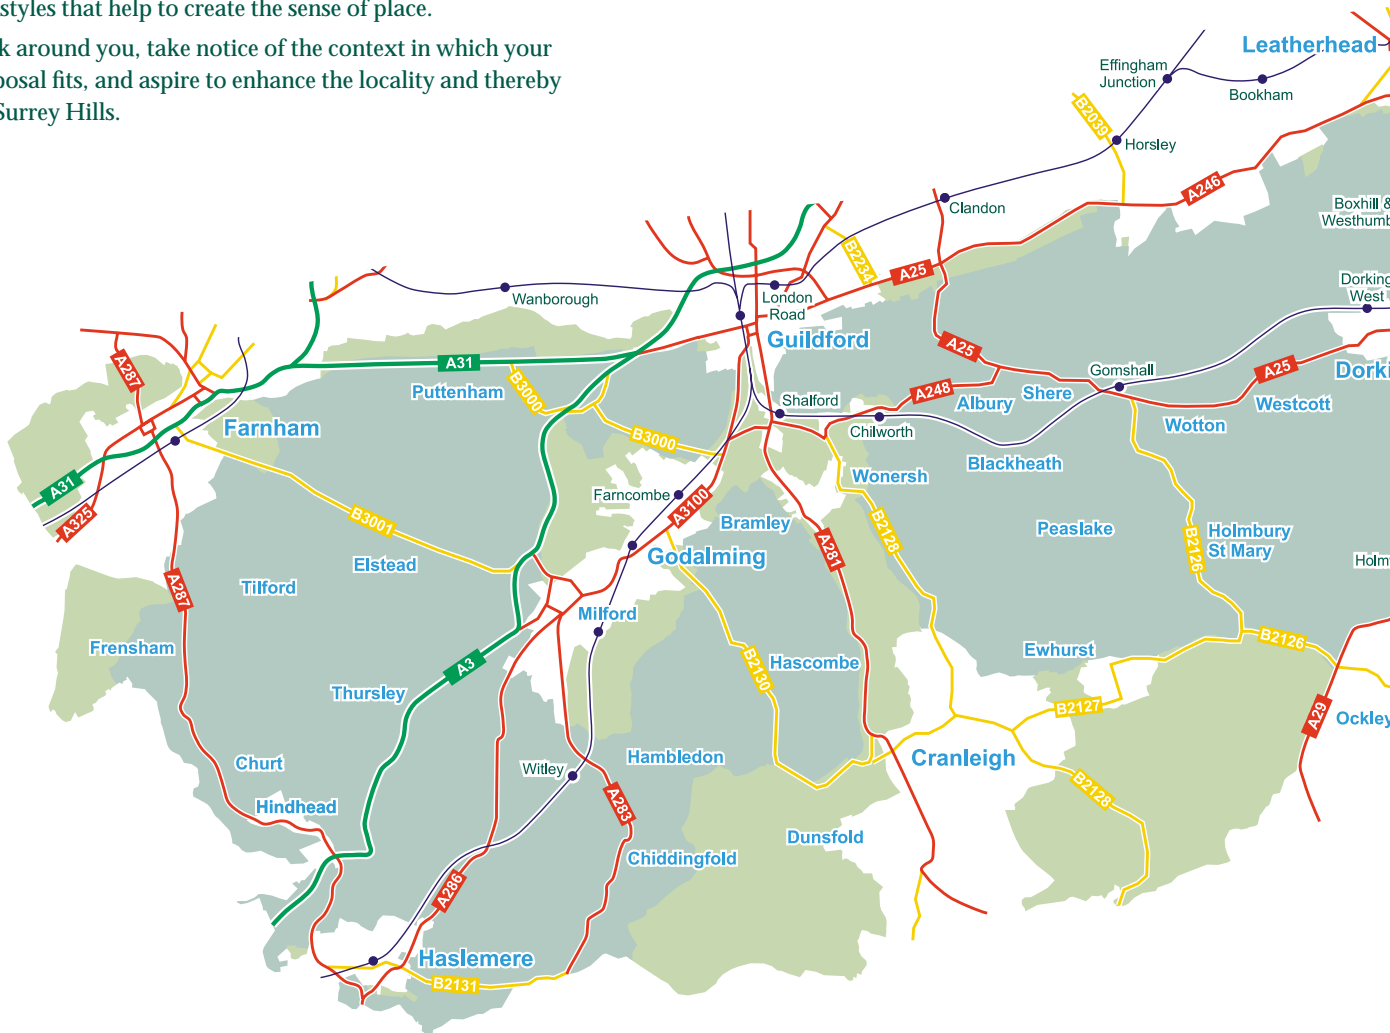 styles that help to create the sense of place.
k around you, take notice of the context in which your
posal fits, and aspire to enhance the locality and thereby
Surrey Hills.
Leatherhead
Effingham
Junction
Bookham
B2039
Horsley
A246
Clandon
Boxhill &
Westhumb
B2234
A25
Wanborough
London
Road
Dorking
West
Guildford
A25
A31
A287
Puttenham
B3000
Gomshall
A25
Dorki
A248
Shere
Albury
Westcott
Shalford
Chilworth
Wotton
Farnham
B3000
Blackheath
Wonersh
A31
Farncombe
A3100
A325
B3001
Bramley
B2128
Peaslake
Holmbury
St Mary
B2126
A281
Godalming
Elstead
Holm
Tilford
A287
Milford
Frensham
B2126
Ewhurst
A3
Hascombe
B2130
Thursley
B2127
A29
Ockley
Hambledon
Cranleigh
Churt
Witley
B2128
Hindhead
A283
Dunsfold
Chiddingfold
A286
Haslemere
B2131